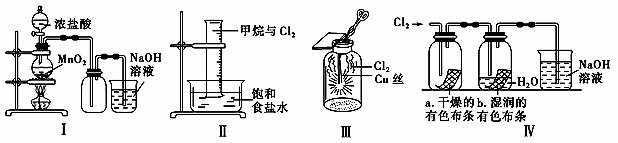 浓盐酸
MnO₂
NaOH
溶液
Ⅰ
甲烷与Cl₂
饱和
食盐水
Ⅱ
Cl₂
Cu丝
Ⅲ
Cl₂
H₂O
NaOH
溶液
a.干燥的 b.湿润的
有色布条 有色布条
Ⅳ